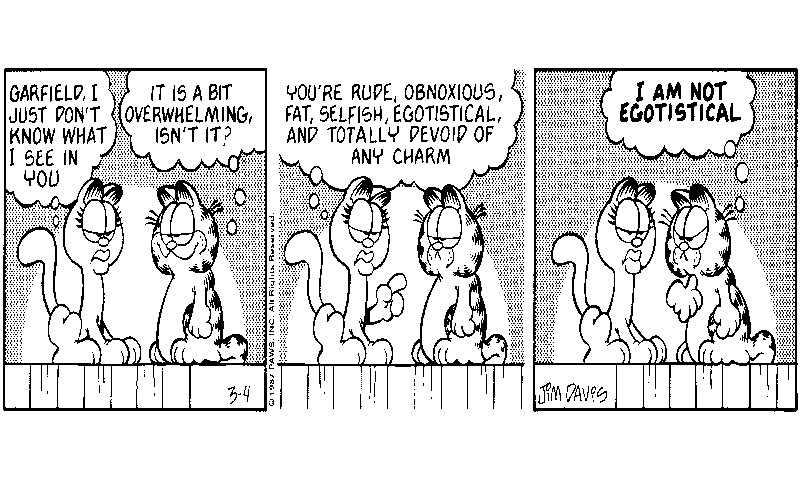 GARFIELD, I
JUST DON'T
KNOW WHAT
I SEE IN
YOU
IT IS A BIT
OVERWHELMING,
ISN'T IT?
3-4
© 1987 PAWS, INC. All Rights Reserved.
YOU'RE RUDE, OBNOXIOUS,
FAT, SELFISH, EGOTISTICAL,
AND TOTALLY DEVOID OF
ANY CHARM
I AM NOT
EGOTISTICAL
JIM DAVIS